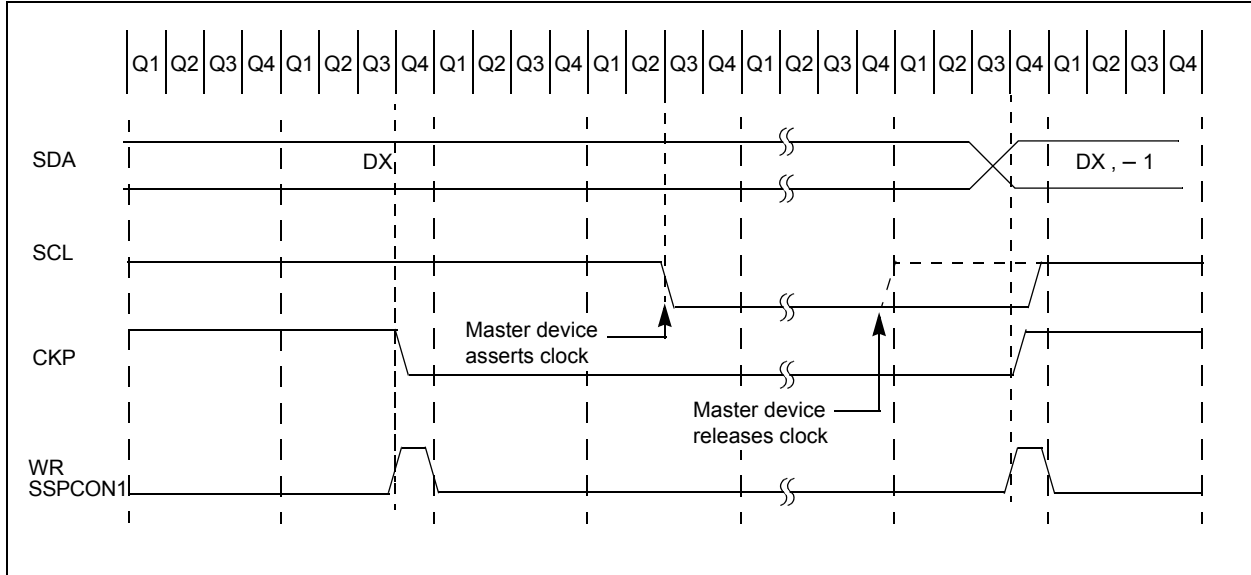 Q1 Q2 Q3 Q4 Q1 Q2 Q3 Q4 Q1 Q2 Q3 Q4 Q1 Q2 Q3 Q4 Q1 Q2 Q3 Q4 Q1 Q2 Q3 Q4 Q1 Q2 Q3 Q4
SDA DX DX , – 1
SCL
Master device
asserts clock
CKP
Master device
releases clock
WR
SSPCON1